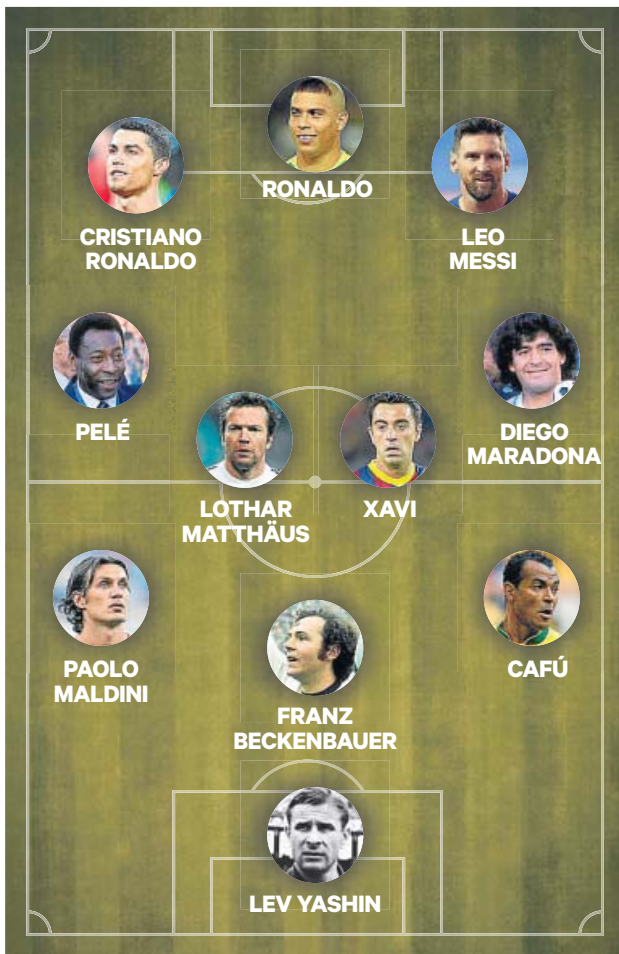 RONALDO
CRISTIANO
RONALDO
LEO
MESSI
PELÉ
DIEGO
MARADONA
LOTHAR
MATTHÄUS
XAVI
PAOLO
MALDINI
CAFÚ
FRANZ
BECKENBAUER
LEV YASHIN